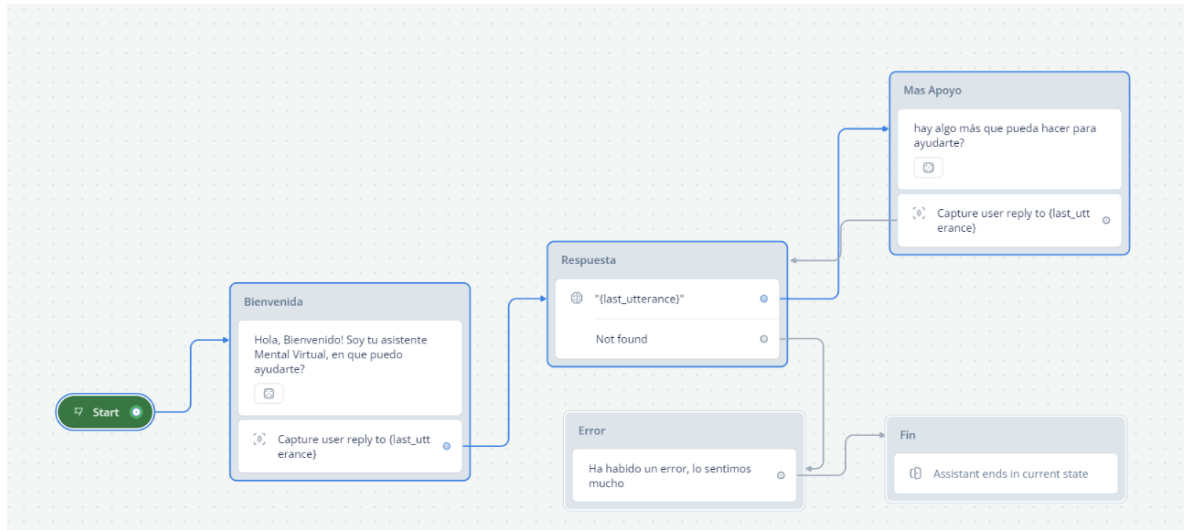 Start
Bienvenida
Hola, Bienvenido! Soy tu asistente
Mental Virtual, en que puedo
ayudarte?
Capture user reply to {last_utt
erance}
Respuesta
"{last_utterance}"
Not found
Mas Apoyo
hay algo más que pueda hacer para
ayudarte?
Capture user reply to {last_utt
erance}
Error
Ha habido un error, lo sentimos
mucho
Fin
Assistant ends in current state